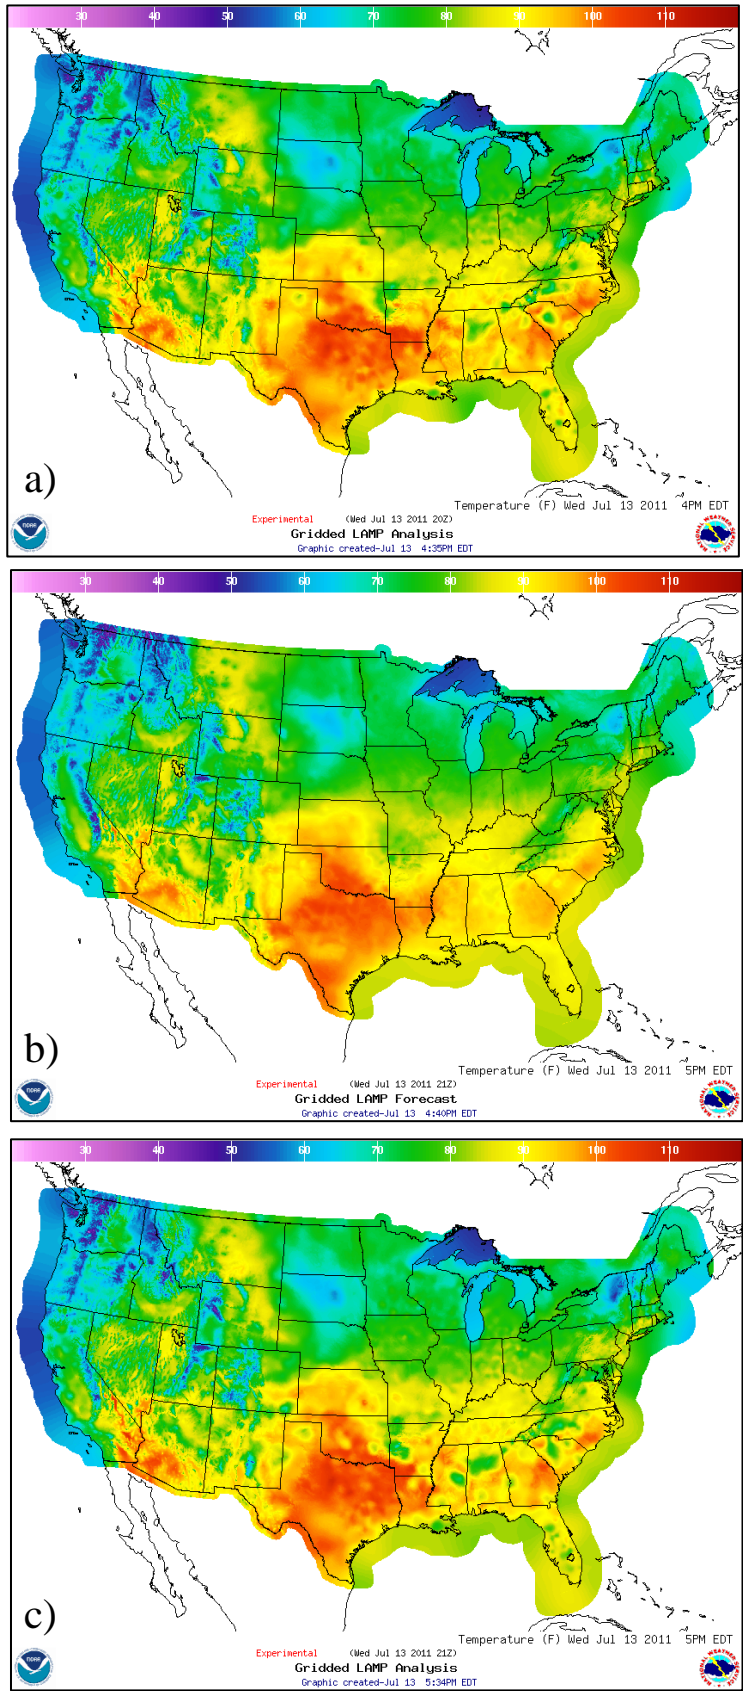 30 40 50 60 70 80 90 100 110
a)
Temperature (F) Wed Jul 13 2011 4PM EDT
Experimental (Wed Jul 13 2011 20Z)
Gridded LAMP Analysis
Graphic created-Jul 13 4:35PM EDT
30 40 50 60 70 80 90 100 110
b)
Temperature (F) Wed Jul 13 2011 5PM EDT
Experimental (Wed Jul 13 2011 21Z)
Gridded LAMP Forecast
Graphic created-Jul 13 4:40PM EDT
30 40 50 60 70 80 90 100 110
c)
Temperature (F) Wed Jul 13 2011 5PM EDT
Experimental (Wed Jul 13 2011 21Z)
Gridded LAMP Analysis
Graphic created-Jul 13 5:34PM EDT